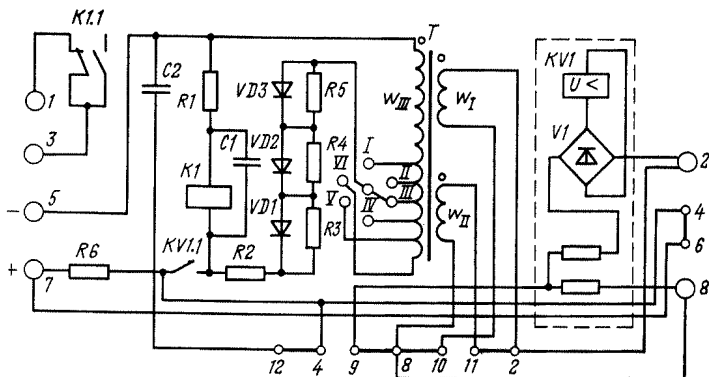 K1.1
T
KV1
U <
C2
R1
VD3
R5
W_III
W_I
1
V1
C1
VD2
R4
VI
I
2
3
K1
II
III
4
5
VD1
V
IV
W_II
6
KV1.1
R2
R3
R6
- 
+
7
8
12
4
9
8
10
11
2